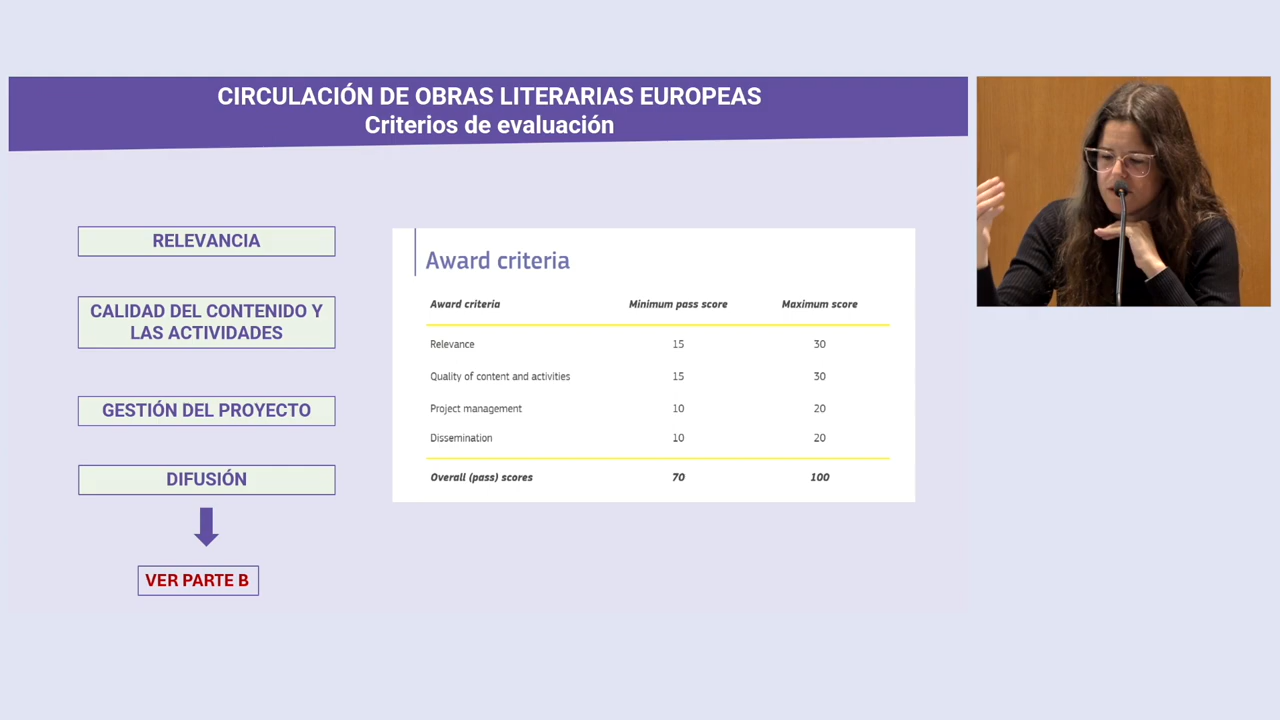 CIRCULACIÓN DE OBRAS LITERARIAS EUROPEAS
Criterios de evaluación
RELEVANCIA
CALIDAD DEL CONTENIDO Y
LAS ACTIVIDADES
GESTIÓN DEL PROYECTO
DIFUSIÓN
VER PARTE B
Award criteria
Award criteria Minimum pass score Maximum score
Relevance 15 30
Quality of content and activities 15 30
Project management 10 20
Dissemination 10 20
Overall (pass) scores 70 100